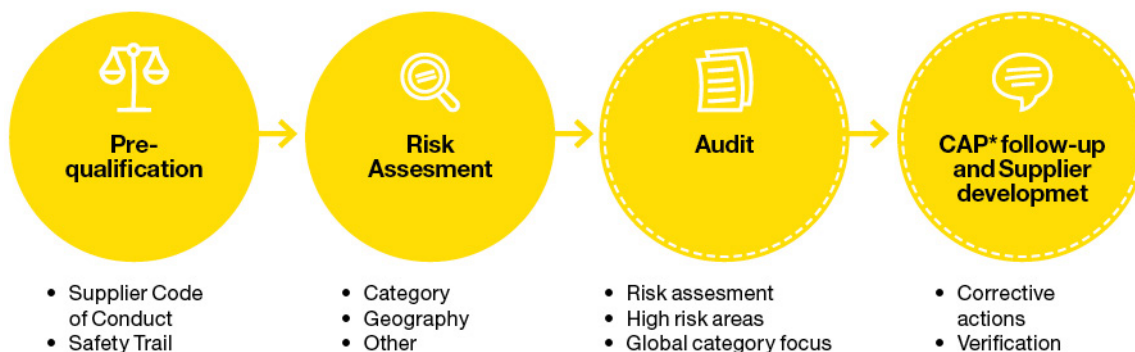 Pre-
qualification
Risk
Assesment
Audit
CAP* follow-up
and Supplier
developmet
• Supplier Code
of Conduct
• Safety Trail
• Category
• Geography
• Other
• Risk assesment
• High risk areas
• Global category focus
• Corrective
actions
• Verification